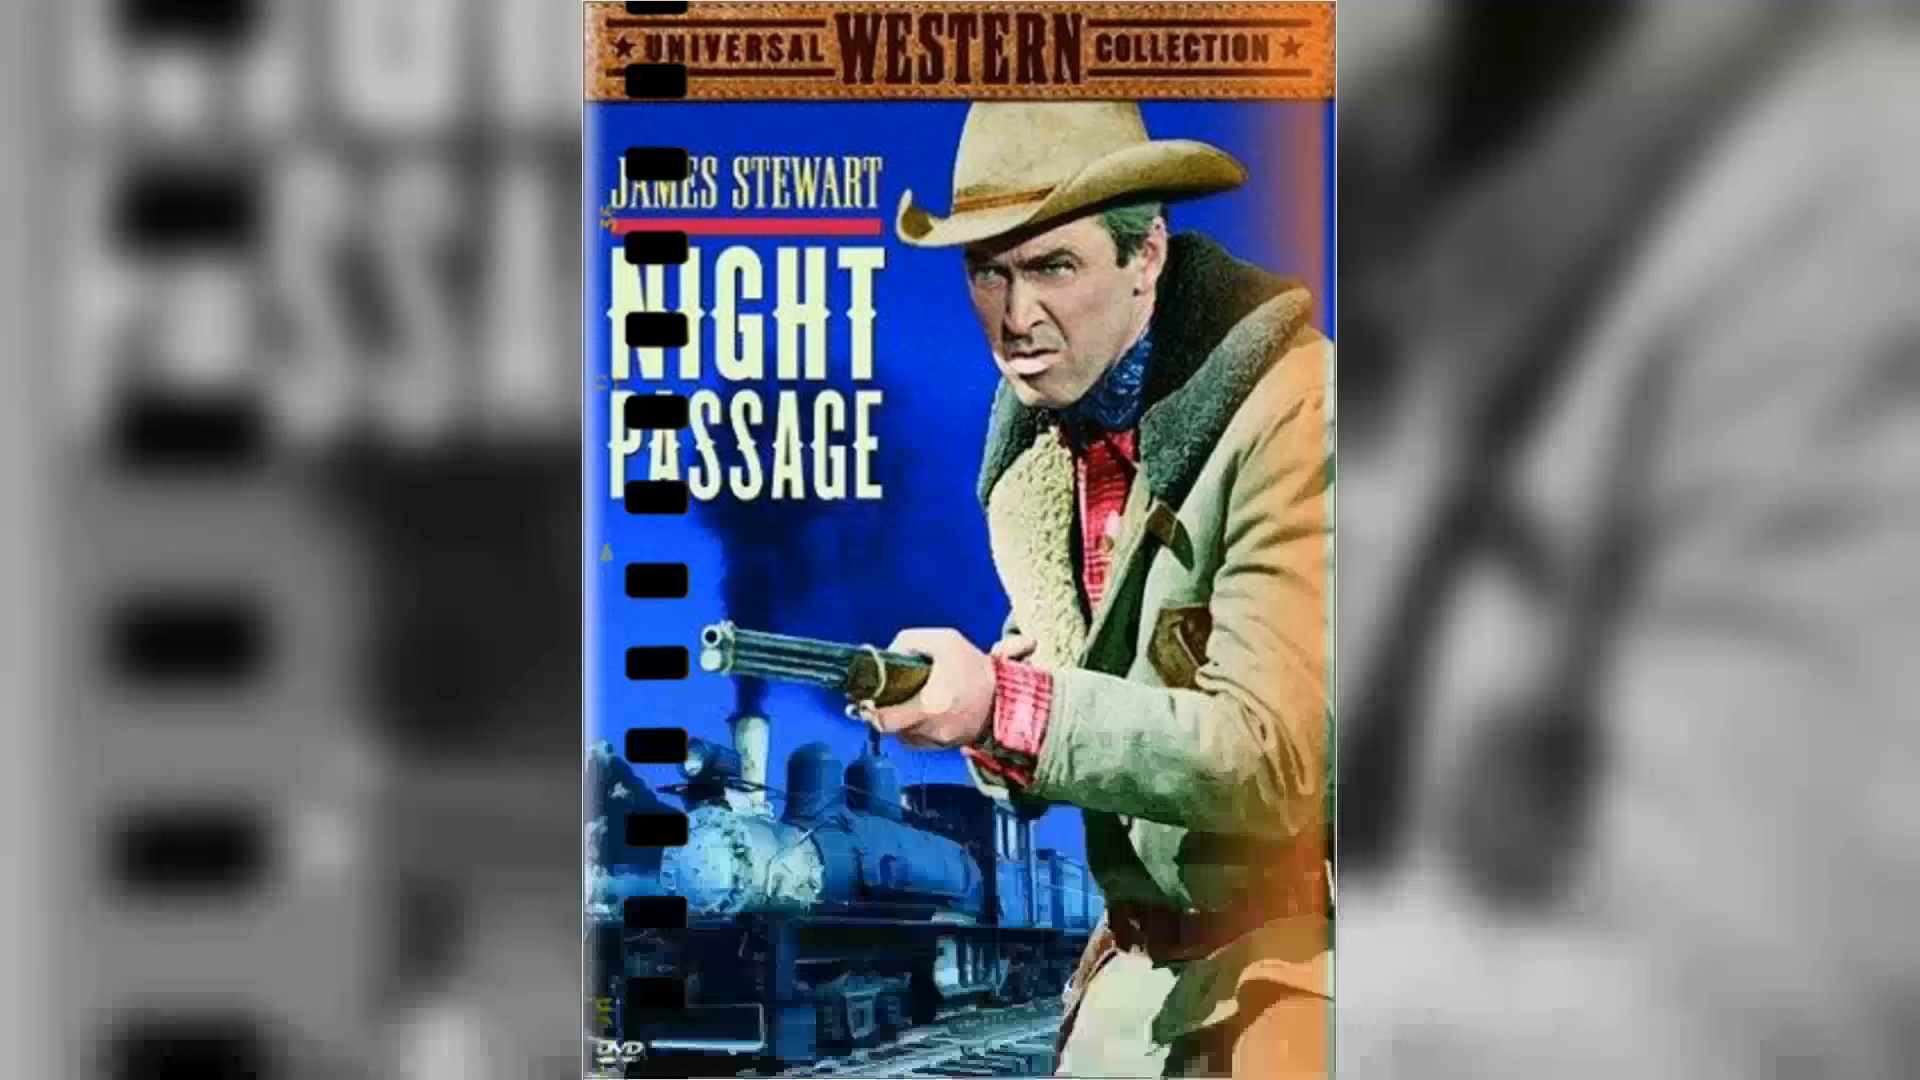 UNIVERSAL WESTERN COLLECTION
JAMES STEWART
NIGHT
PASSAGE
DVD